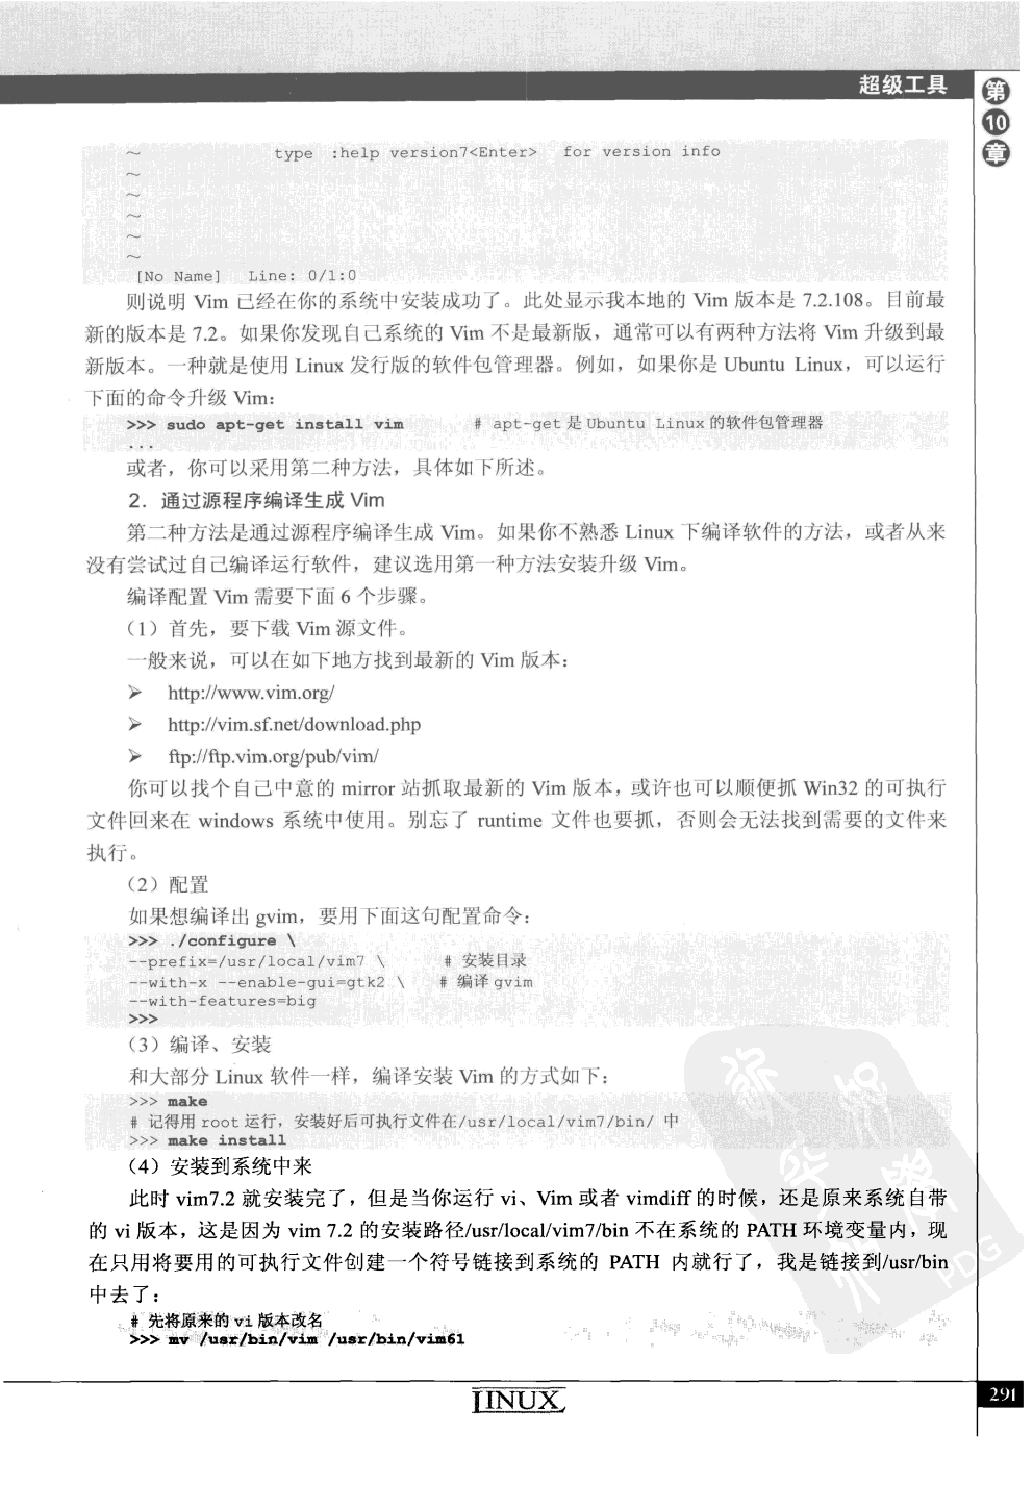 超级工具
第
10
章
~ type :help version7<Enter> for version info
~
~
~
~
~
[No Name] Line: 0/1:0
则说明 Vim 已经在你的系统中安装成功了。此处显示我本地的 Vim 版本是 7.2.108。目前最
新的版本是 7.2。如果你发现自己系统的 Vim 不是最新版，通常可以有两种方法将 Vim 升级到最
新版本。一种就是使用 Linux 发行版的软件包管理器。例如，如果你是 Ubuntu Linux，可以运行
下面的命令升级 Vim：
>>> sudo apt-get install vim # apt-get 是 Ubuntu Linux 的软件包管理器
...
或者，你可以采用第二种方法，具体如下所述。
2．通过源程序编译生成 Vim
第二种方法是通过源程序编译生成 Vim。如果你不熟悉 Linux 下编译软件的方法，或者从来
没有尝试过自己编译运行软件，建议选用第一种方法安装升级 Vim。
编译配置 Vim 需要下面 6 个步骤。
（1）首先，要下载 Vim 源文件。
一般来说，可以在如下地方找到最新的 Vim 版本：
➢ http://www.vim.org/
➢ http://vim.sf.net/download.php
➢ ftp://ftp.vim.org/pub/vim/
你可以找个自己中意的 mirror 站抓取最新的 Vim 版本，或许也可以顺便抓 Win32 的可执行
文件回来在 windows 系统中使用。别忘了 runtime 文件也要抓，否则会无法找到需要的文件来
执行。
（2）配置
如果想编译出 gvim，要用下面这句配置命令：
>>> ./configure \
--prefix=/usr/local/vim7 \ # 安装目录
--with-x --enable-gui=gtk2 \ # 编译 gvim
--with-features=big
>>>
（3）编译、安装
和大部分 Linux 软件一样，编译安装 Vim 的方式如下：
>>> make
# 记得用 root 运行，安装好后可执行文件在/usr/local/vim7/bin/ 中
>>> make install
（4）安装到系统中来
此时 vim7.2 就安装完了，但是当你运行 vi、Vim 或者 vimdiff 的时候，还是原来系统自带
的 vi 版本，这是因为 vim 7.2 的安装路径/usr/local/vim7/bin 不在系统的 PATH 环境变量内，现
在只用将要用的可执行文件创建一个符号链接到系统的 PATH 内就行了，我是链接到/usr/bin
中去了：
# 先将原来的 vi 版本改名
>>> mv /usr/bin/vim /usr/bin/vim61
PDG
LINUX
291